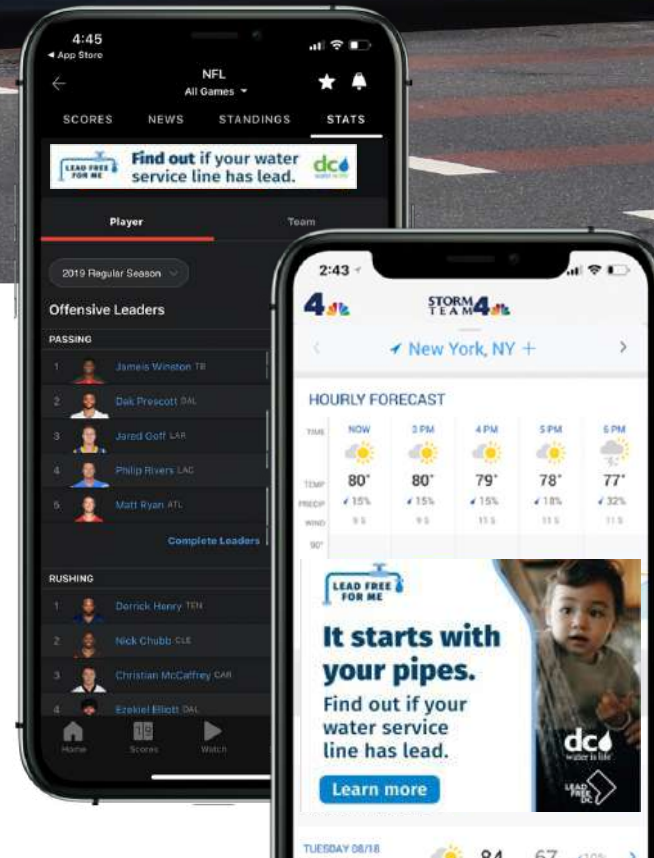 4:45
App Store
NFL
All Games
SCORES NEWS STANDINGS STATS
LEAD FREE
FOR ME
Find out if your water
service line has lead.
dc
water is life
Player Team
2019 Regular Season
Offensive Leaders
PASSING
1 Jameis Winston TB
2 Dak Prescott DAL
3 Jared Goff LAR
4 Philip Rivers LAC
5 Matt Ryan ATL
Complete Leaders
RUSHING
1 Derrick Henry TEN
2 Nick Chubb CLE
3 Christian McCaffrey CAR
4 Ezekiel Elliott DAL
19
Home Scores Watch
2:43
4
STORM
TEAM 4
New York, NY +
HOURLY FORECAST
TIME NOW 3 PM 4 PM 5 PM 6 PM
TEMP 80° 80° 79° 78° 77°
PRECIP 15% 15% 15% 18% 32%
WIND 9 S 9 S 11 S 11 S 11 S
90°
LEAD FREE
FOR ME
It starts with
your pipes.
Find out if your
water service
line has lead.
Learn more
dc
water is life
LEAD
FREE
DC
TUESDAY 08/18
84 67 <10%